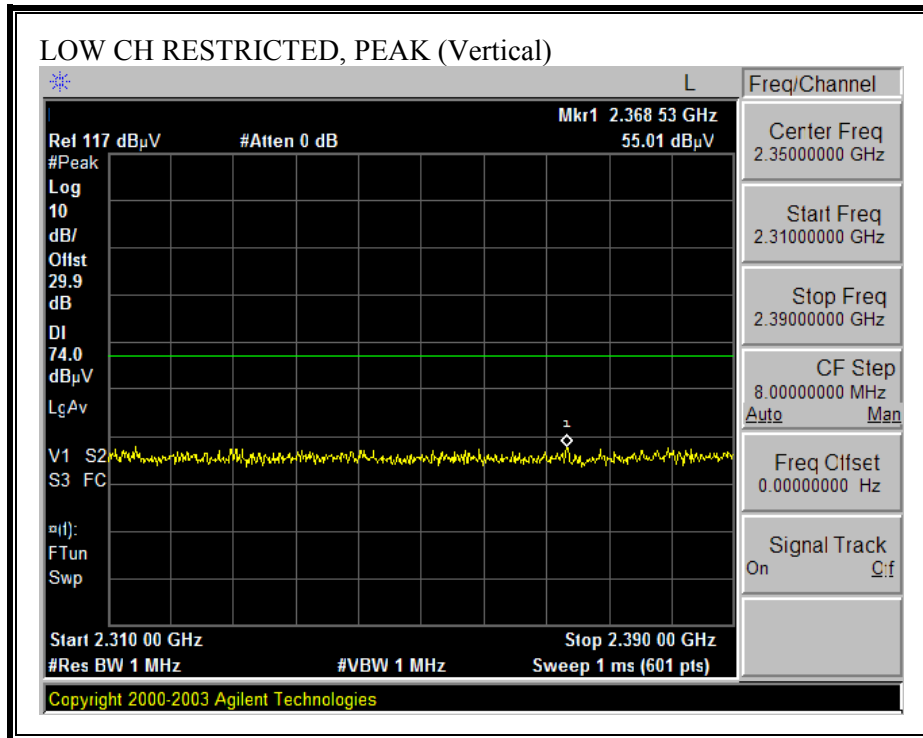 LOW CH RESTRICTED, PEAK (Vertical)
L
Freq/Channel
Mkr1 2.368 53 GHz
Ref 117 dBµV #Atten 0 dB 55.01 dBµV
#Peak
Log
10
dB/
Offst
29.9
dB
DI
74.0
dBµV
LgAv
1
V1 S2
S3 FC
¤(f):
FTun
Swp
Start 2.310 00 GHz Stop 2.390 00 GHz
#Res BW 1 MHz #VBW 1 MHz Sweep 1 ms (601 pts)
Copyright 2000-2003 Agilent Technologies
Center Freq
2.35000000 GHz
Start Freq
2.31000000 GHz
Stop Freq
2.39000000 GHz
CF Step
8.00000000 MHz
Auto Man
Freq Offset
0.00000000 Hz
Signal Track
On Off